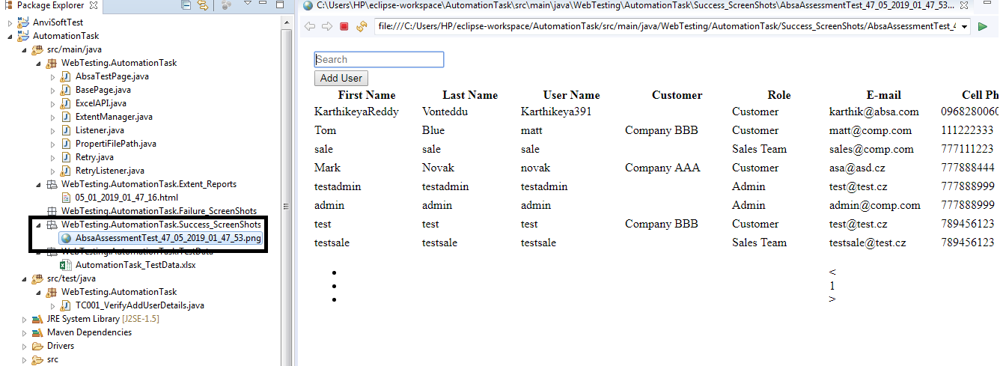 Package Explorer
AnviSoftTest
AutomationTask
src/main/java
WebTesting.AutomationTask
AbsaTestPage.java
BasePage.java
ExcelAPI.java
ExtentManager.java
Listener.java
PropertiFilePath.java
Retry.java
RetryListener.java
WebTesting.AutomationTask.Extent_Reports
05_01_2019_01_47_16.html
WebTesting.AutomationTask.Failure_ScreenShots
WebTesting.AutomationTask.Success_ScreenShots
AbsaAssessmentTest_47_05_2019_01_47_53.png
WebTesting.AutomationTask.TestData
AutomationTask_TestData.xlsx
src/test/java
WebTesting.AutomationTask
TC001_VerifyAddUserDetails.java
JRE System Library [J2SE-1.5]
Maven Dependencies
Drivers
src
C:\Users\HP\eclipse-workspace\AutomationTask\src\main\java\WebTesting\AutomationTask\Success_ScreenShots\AbsaAssessmentTest_47_05_2019_01_47_53...
file:///C:/Users/HP/eclipse-workspace/AutomationTask/src/main/java/WebTesting/AutomationTask/Success_ScreenShots/AbsaAssessmentTest_4
Search
Add User
First Name Last Name User Name Customer Role E-mail Cell Ph
KarthikeyaReddy Vonteddu Karthikeya391 Customer karthik@absa.com 0968280060
Tom Blue matt Company BBB Customer matt@comp.com 111222333
sale sale sale Sales Team sales@comp.com 777111223
Mark Novak novak Company AAA Customer asa@asd.cz 777888444
testadmin testadmin testadmin Admin test@test.cz 777888999
admin admin admin Admin admin@comp.com 777888999
test test test Company BBB Customer test@test.cz 789456123
testsale testsale testsale Sales Team testsale@test.cz 789456123
• <
• 1
• >